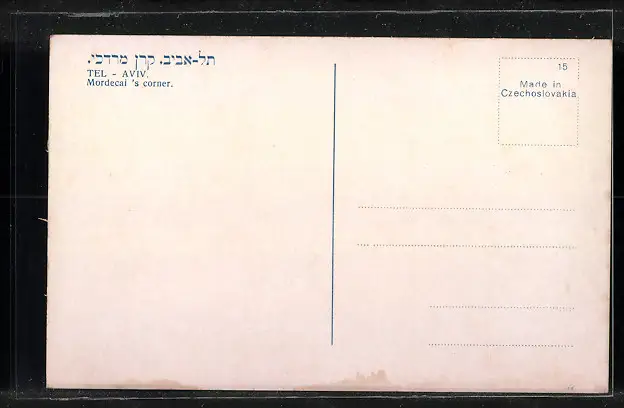 תל-אביב. קרן מרדכי.
TEL - AVIV.
Mordecai 's corner.
15
Made in
Czechoslovakia